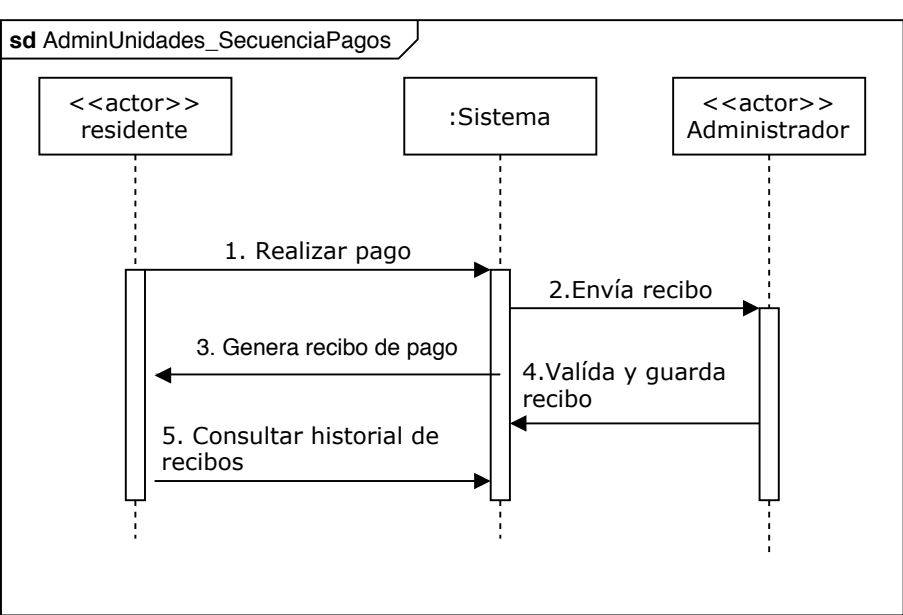 sd AdminUnidades_SecuenciaPagos
<<actor>>
residente
:Sistema
<<actor>>
Administrador
1. Realizar pago
2.Envía recibo
3. Genera recibo de pago
4.Valída y guarda
recibo
5. Consultar historial de
recibos